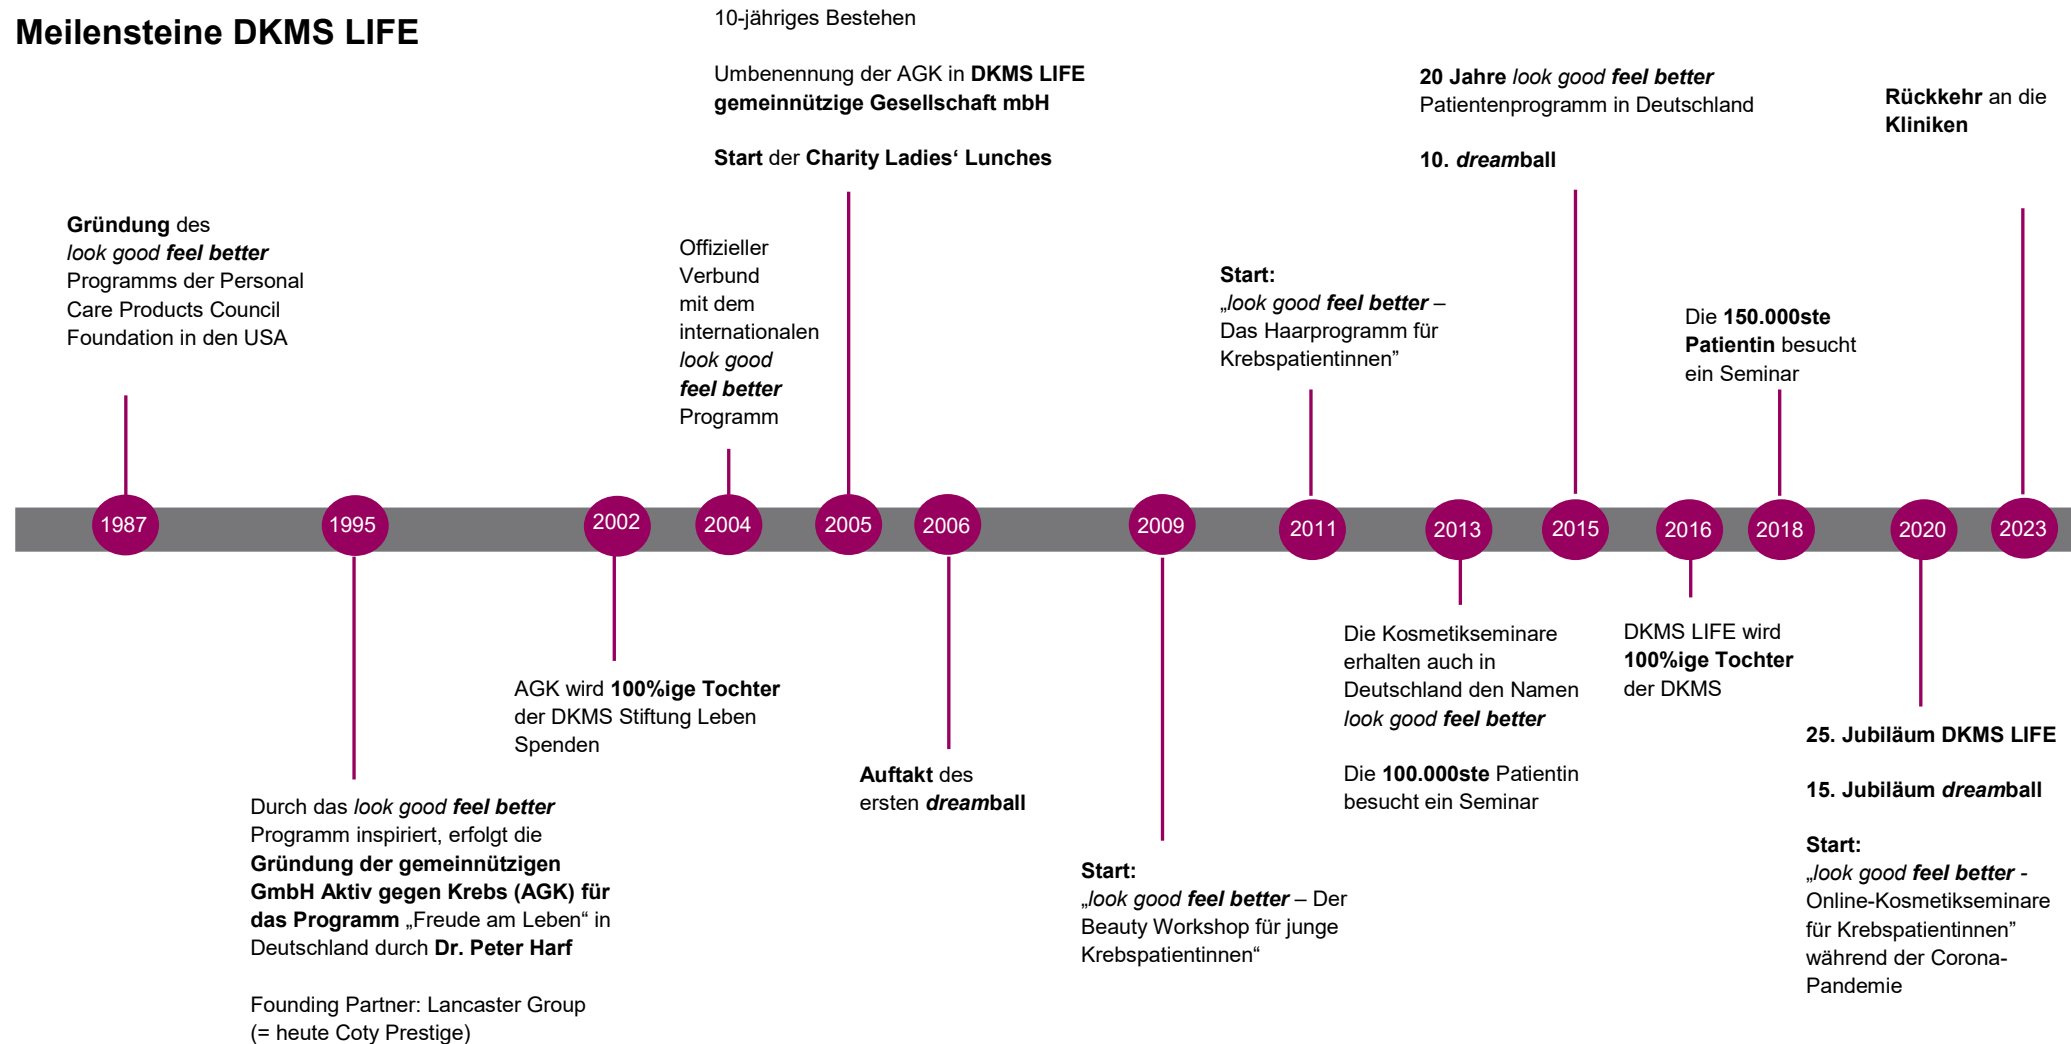 Meilensteine DKMS LIFE
10-jähriges Bestehen
Umbenennung der AGK in DKMS LIFE
gemeinnützige Gesellschaft mbH
Start der Charity Ladies‘ Lunches
20 Jahre look good feel better
Patientenprogramm in Deutschland
10. dreamball
Rückkehr an die
Kliniken
Gründung des
look good feel better
Programms der Personal
Care Products Council
Foundation in den USA
Offizieller
Verbund
mit dem
internationalen
look good
feel better
Programm
Start:
„look good feel better –
Das Haarprogramm für
Krebspatientinnen”
Die 150.000ste
Patientin besucht
ein Seminar
1987
1995
2002
2004
2005
2006
2009
2011
2013
2015
2016
2018
2020
2023
Durch das look good feel better
Programm inspiriert, erfolgt die
Gründung der gemeinnützigen
GmbH Aktiv gegen Krebs (AGK) für
das Programm „Freude am Leben“ in
Deutschland durch Dr. Peter Harf
Founding Partner: Lancaster Group
(= heute Coty Prestige)
AGK wird 100%ige Tochter
der DKMS Stiftung Leben
Spenden
Auftakt des
ersten dreamball
Start:
„look good feel better – Der
Beauty Workshop für junge
Krebspatientinnen“
Die Kosmetikseminare
erhalten auch in
Deutschland den Namen
look good feel better
Die 100.000ste Patientin
besucht ein Seminar
DKMS LIFE wird
100%ige Tochter
der DKMS
25. Jubiläum DKMS LIFE
15. Jubiläum dreamball
Start:
„look good feel better -
Online-Kosmetikseminare
für Krebspatientinnen”
während der Corona-
Pandemie